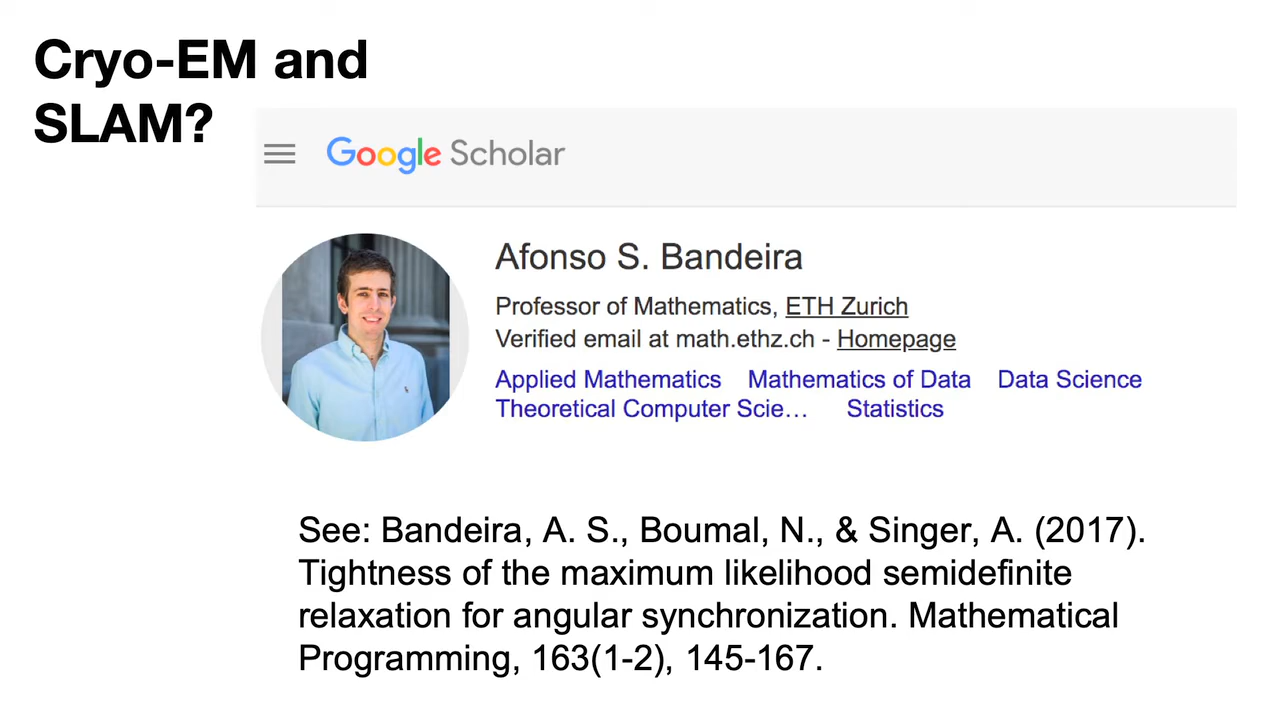 Cryo-EM and
SLAM?
Google Scholar
Afonso S. Bandeira
Professor of Mathematics, ETH Zurich
Verified email at math.ethz.ch - Homepage
Applied Mathematics Mathematics of Data Data Science
Theoretical Computer Scie… Statistics
See: Bandeira, A. S., Boumal, N., & Singer, A. (2017).
Tightness of the maximum likelihood semidefinite
relaxation for angular synchronization. Mathematical
Programming, 163(1-2), 145-167.